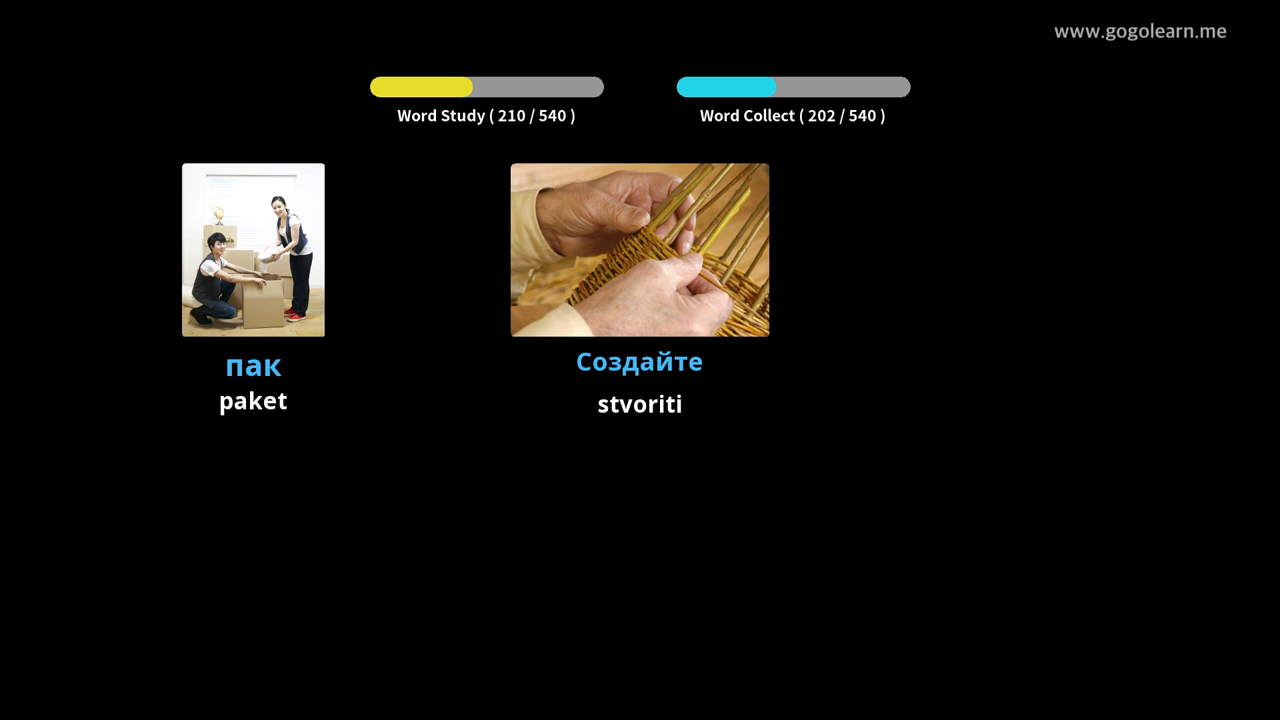 www.gogolearn.me
Word Study ( 210 / 540 )
Word Collect ( 202 / 540 )
пак
paket
Создайте
stvoriti